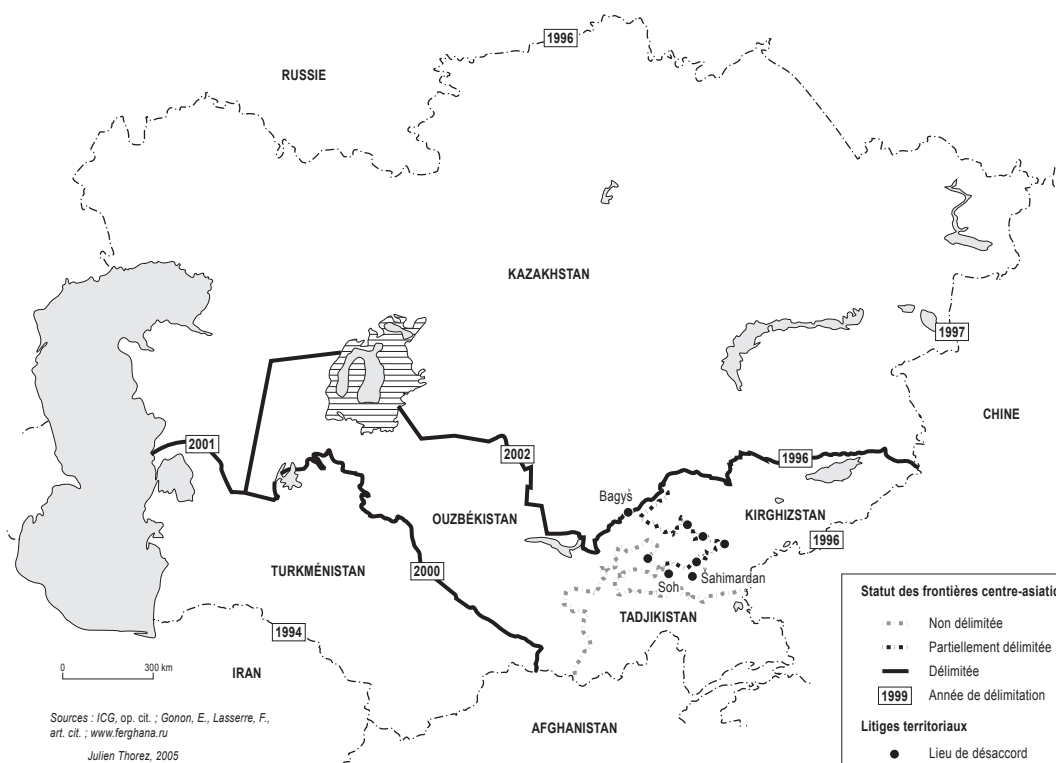 1996
RUSSIE
KAZAKHSTAN
1997
CHINE
2001
2002
1996
Bagyš
OUZBÉKISTAN
KIRGHIZSTAN
1996
TURKMÉNISTAN
2000
Šahimardan
Soh
TADJIKISTAN
1994
IRAN
AFGHANISTAN
0 300 km
Sources : ICG, op. cit. ; Gonon, E., Lasserre, F.,
art. cit. ; www.ferghana.ru
Julien Thorez, 2005
Statut des frontières centre-asiatiq
Non délimitée
Partiellement délimitée
Délimitée
1999 Année de délimitation
Litiges territoriaux
Lieu de désaccord